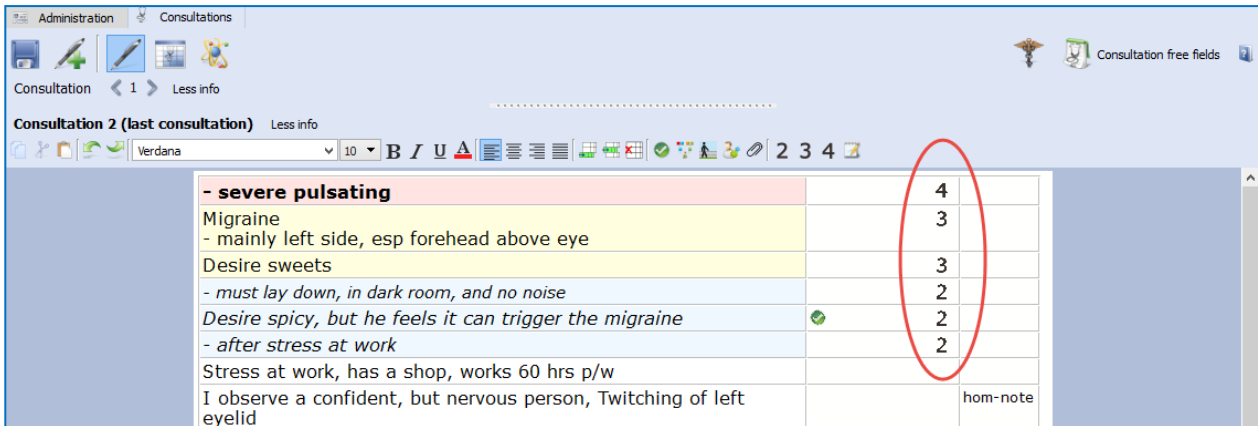 Administration Consultations
Consultation free fields
Consultation 1 Less info
Consultation 2 (last consultation) Less info
Verdana 10 B I U A 2 3 4
- severe pulsating 4
Migraine 3
- mainly left side, esp forehead above eye
Desire sweets 3
- must lay down, in dark room, and no noise 2
Desire spicy, but he feels it can trigger the migraine 2
- after stress at work 2
Stress at work, has a shop, works 60 hrs p/w
I observe a confident, but nervous person, Twitching of left hom-note
eyelid